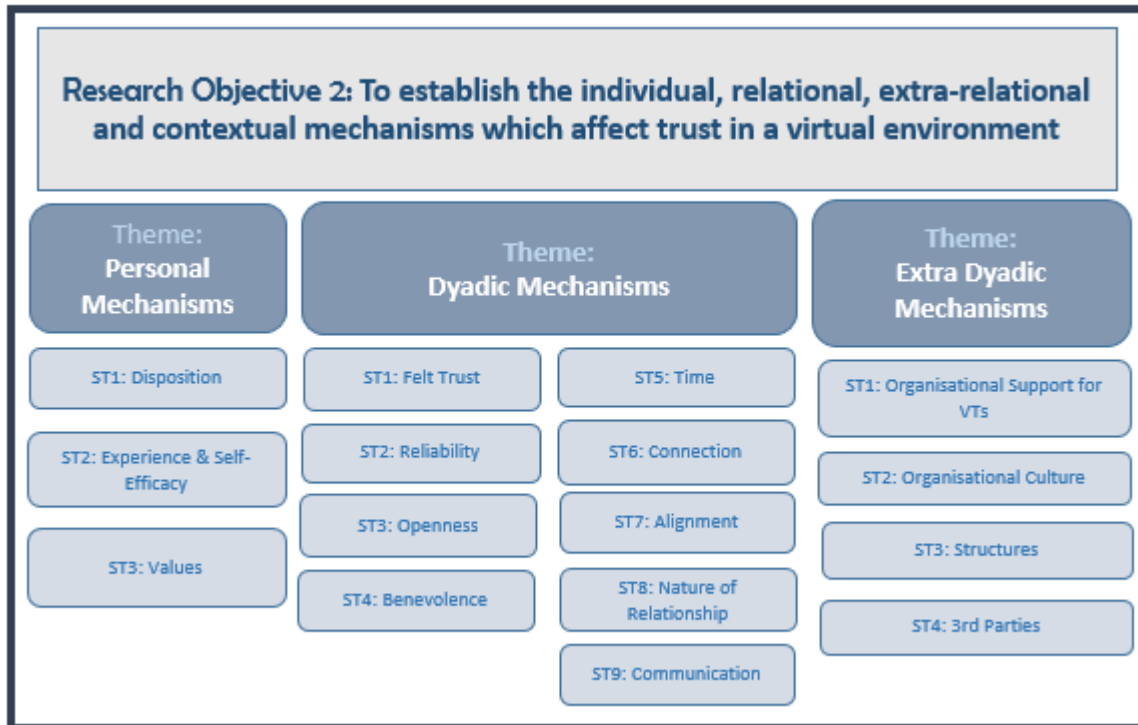 Research Objective 2: To establish the individual, relational, extra-relational
and contextual mechanisms which affect trust in a virtual environment
Theme:
Personal
Mechanisms
ST1: Disposition
ST2: Experience & Self-
Efficacy
ST3: Values
Theme:
Dyadic Mechanisms
ST1: Felt Trust
ST2: Reliability
ST3: Openness
ST4: Benevolence
ST5: Time
ST6: Connection
ST7: Alignment
ST8: Nature of
Relationship
ST9: Communication
Theme:
Extra Dyadic
Mechanisms
ST1: Organisational Support for
VTs
ST2: Organisational Culture
ST3: Structures
ST4: 3rd Parties